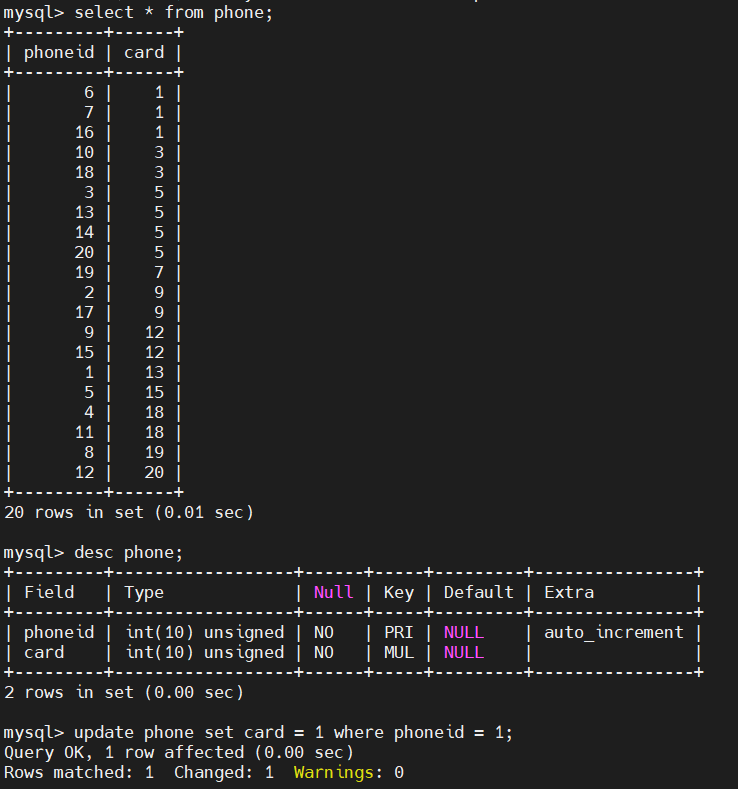 mysql> select * from phone;
+---------+------+
| phoneid | card |
+---------+------+
|       6 |    1 |
|       7 |    1 |
|      16 |    1 |
|      10 |    3 |
|      18 |    3 |
|       3 |    5 |
|      13 |    5 |
|      14 |    5 |
|      20 |    5 |
|      19 |    7 |
|       2 |    9 |
|      17 |    9 |
|       9 |   12 |
|      15 |   12 |
|       1 |   13 |
|       5 |   15 |
|       4 |   18 |
|      11 |   18 |
|       8 |   19 |
|      12 |   20 |
+---------+------+
20 rows in set (0.01 sec)

mysql> desc phone;
+---------+------------------+------+-----+---------+----------------+
| Field   | Type             | Null | Key | Default | Extra          |
+---------+------------------+------+-----+---------+----------------+
| phoneid | int(10) unsigned | NO   | PRI | NULL    | auto_increment |
| card    | int(10) unsigned | NO   | MUL | NULL    |                |
+---------+------------------+------+-----+---------+----------------+
2 rows in set (0.00 sec)

mysql> update phone set card = 1 where phoneid = 1;
Query OK, 1 row affected (0.00 sec)
Rows matched: 1  Changed: 1  Warnings: 0